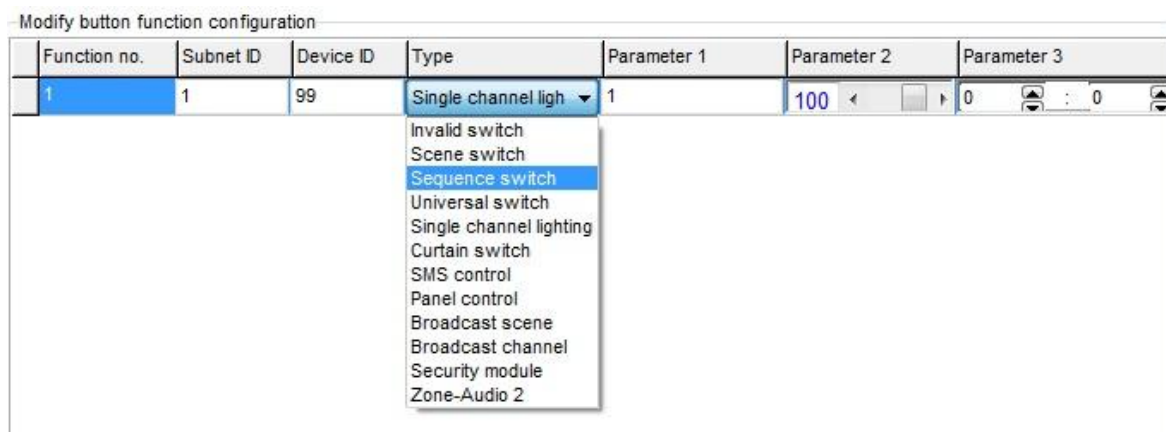 Modify button function configuration
Function no. Subnet ID Device ID Type Parameter 1 Parameter 2 Parameter 3
1 1 99 Single channel ligh 1 100 0 : 0
Invalid switch
Scene switch
Sequence switch
Universal switch
Single channel lighting
Curtain switch
SMS control
Panel control
Broadcast scene
Broadcast channel
Security module
Zone-Audio 2